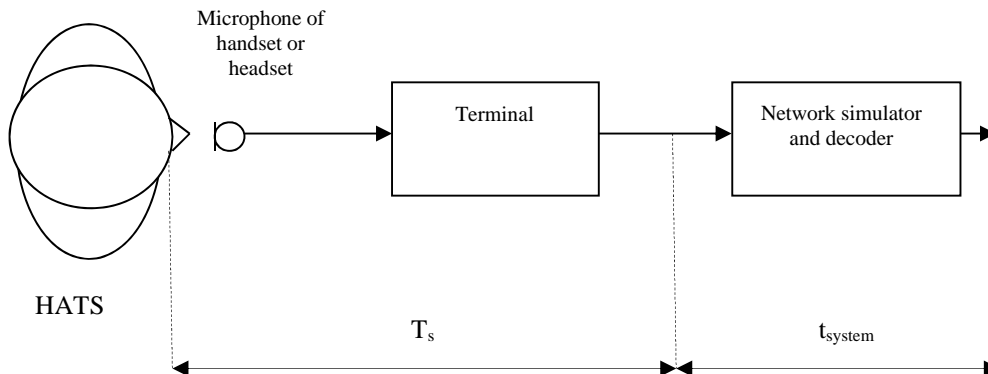 Microphone of
handset or
headset
Terminal
Network simulator
and decoder
HATS
Ts
tsystem